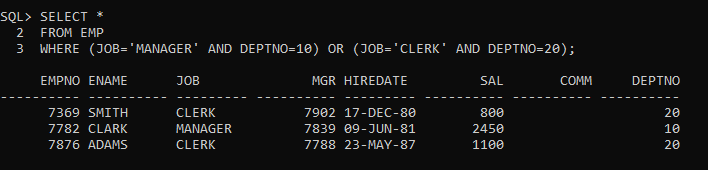 SQL> SELECT *
  2  FROM EMP
  3  WHERE (JOB='MANAGER' AND DEPTNO=10) OR (JOB='CLERK' AND DEPTNO=20);
     EMPNO ENAME      JOB              MGR HIREDATE         SAL       COMM     DEPTNO
---------- ---------- --------- ---------- --------- ---------- ---------- ----------
      7369 SMITH      CLERK           7902 17-DEC-80        800                    20
      7782 CLARK      MANAGER         7839 09-JUN-81       2450                    10
      7876 ADAMS      CLERK           7788 23-MAY-87       1100                    20